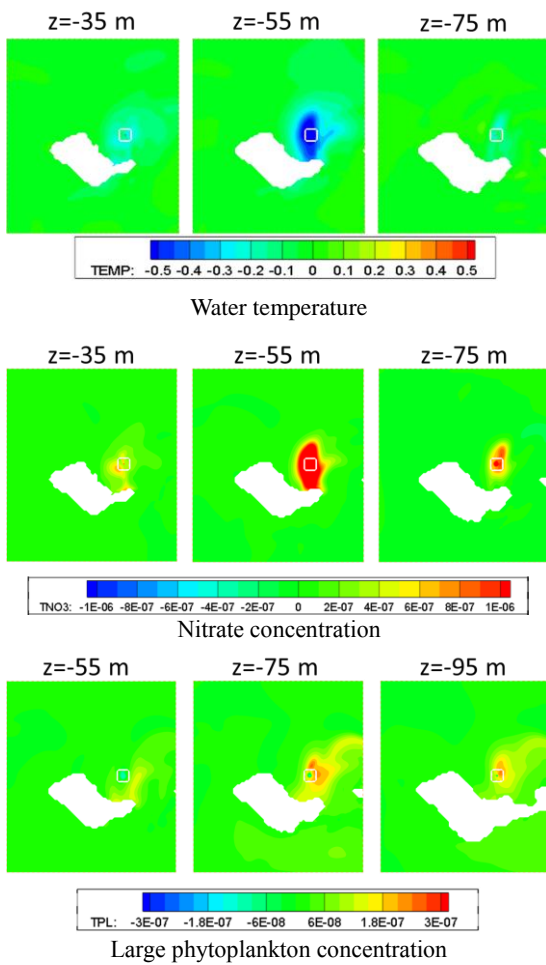 z=-35 m z=-55 m z=-75 m
TEMP: -0.5 -0.4 -0.3 -0.2 -0.1 0 0.1 0.2 0.3 0.4 0.5
Water temperature
z=-35 m z=-55 m z=-75 m
TNO3: -1E-06 -8E-07 -6E-07 -4E-07 -2E-07 0 2E-07 4E-07 6E-07 8E-07 1E-06
Nitrate concentration
z=-55 m z=-75 m z=-95 m
TPL: -3E-07 -1.8E-07 -6E-08 6E-08 1.8E-07 3E-07
Large phytoplankton concentration